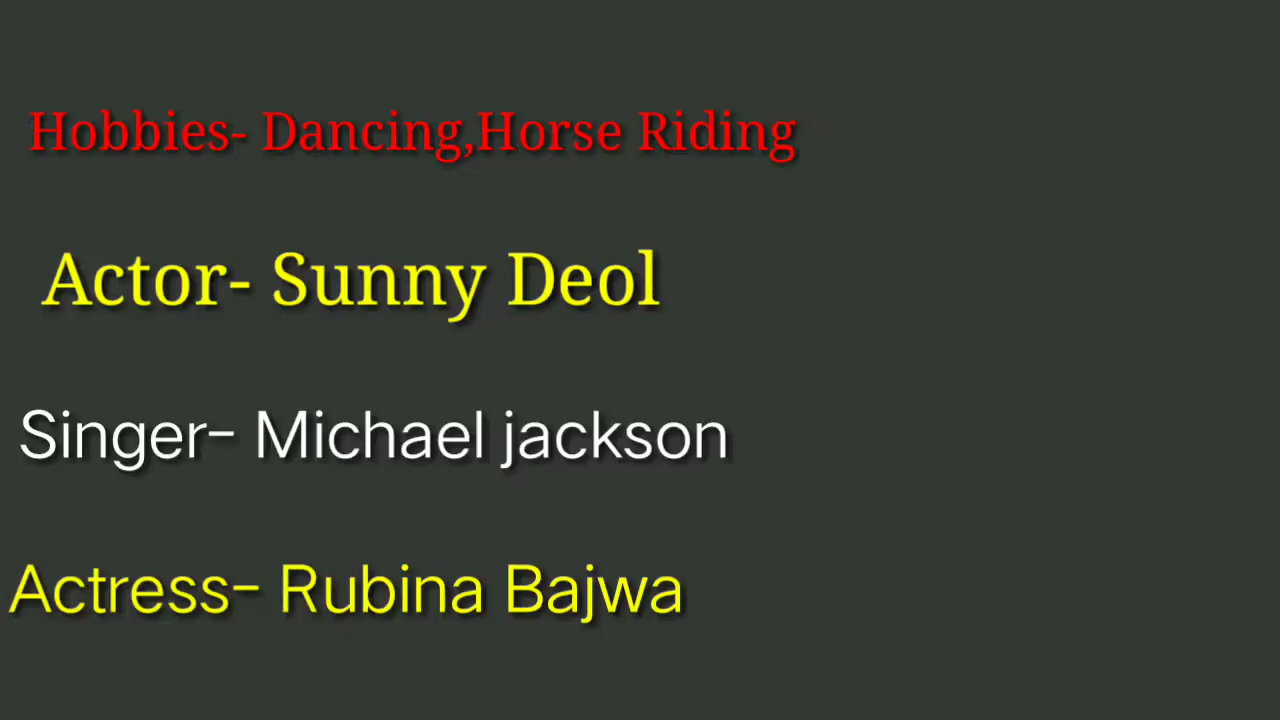 Hobbies- Dancing,Horse Riding
Actor- Sunny Deol
Singer- Michael jackson
Actress- Rubina Bajwa